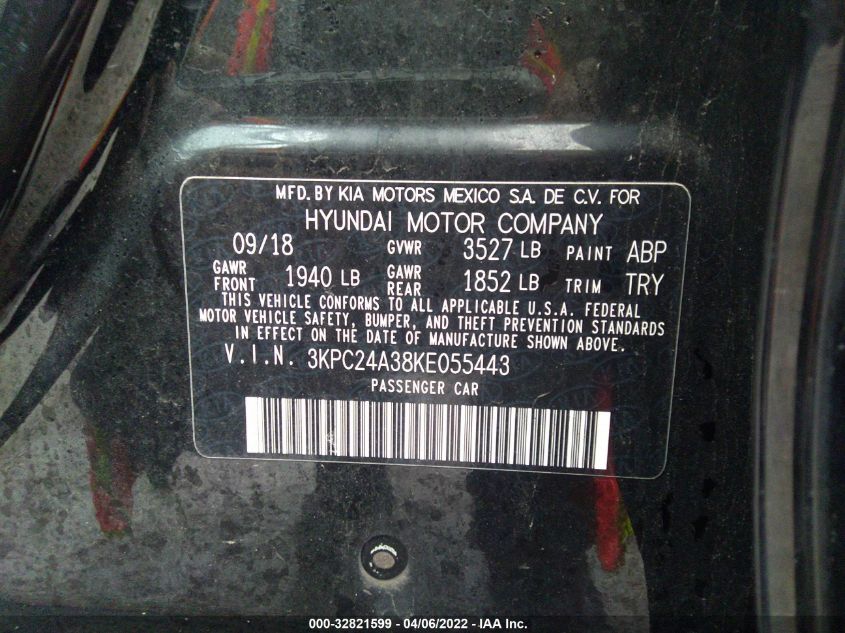 MFD. BY KIA MOTORS MEXICO S.A. DE C.V. FOR
HYUNDAI MOTOR COMPANY
09/18 GVWR 3527 LB PAINT ABP
GAWR FRONT 1940 LB GAWR REAR 1852 LB TRIM TRY
THIS VEHICLE CONFORMS TO ALL APPLICABLE U.S.A. FEDERAL
MOTOR VEHICLE SAFETY, BUMPER, AND THEFT PREVENTION STANDARDS
IN EFFECT ON THE DATE OF MANUFACTURE SHOWN ABOVE.
V.I.N. 3KPC24A38KE055443
PASSENGER CAR
000-32821599 - 04/06/2022 - IAA Inc.